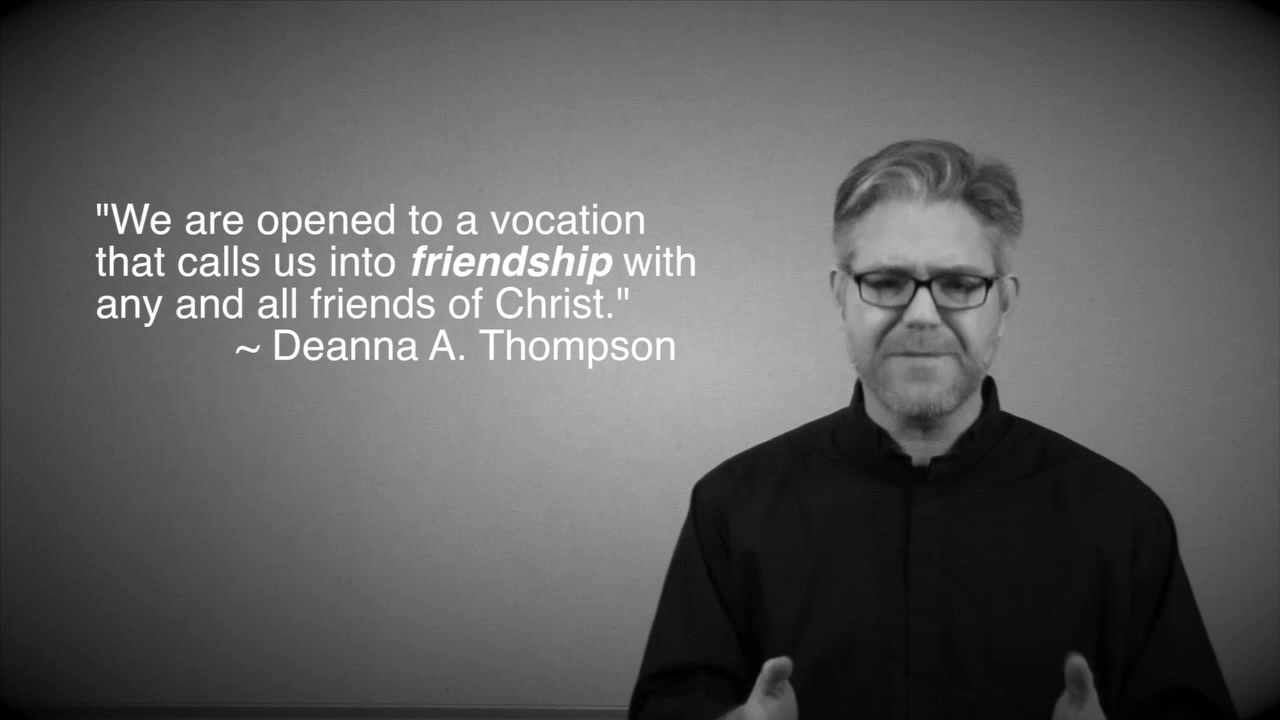 "We are opened to a vocation
that calls us into friendship with
any and all friends of Christ."
~ Deanna A. Thompson